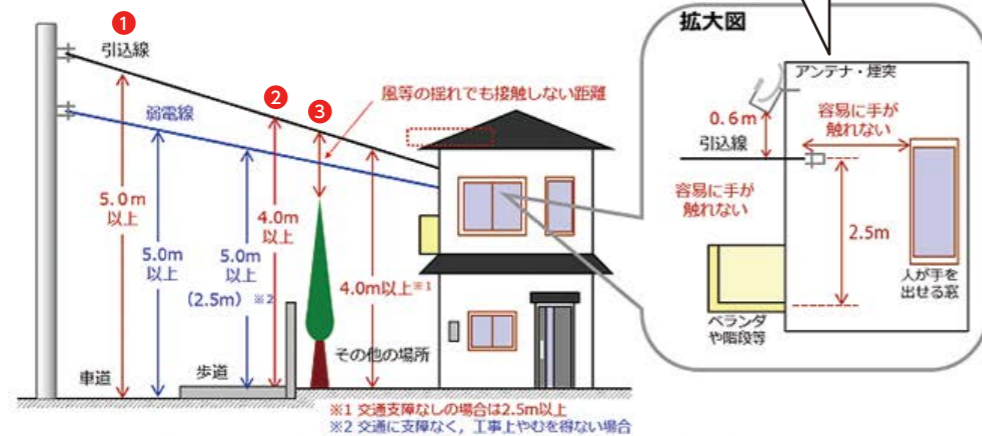 ❶
引込線
❷
❸
風等の揺れでも接触しない距離
弱電線
5.0m
以上
4.0m
以上
5.0m
以上
5.0m
以上
（2.5m）※2
4.0m以上※1
その他の場所
車道
歩道
※1 交通支障なしの場合は2.5m以上
※2 交通に支障なく，工事上やむを得ない場合
拡大図
アンテナ・煙突
0.6m
容易に手が
触れない
引込線
容易に手が
触れない
2.5m
人が手を
出せる窓
ベランダ
や階段等